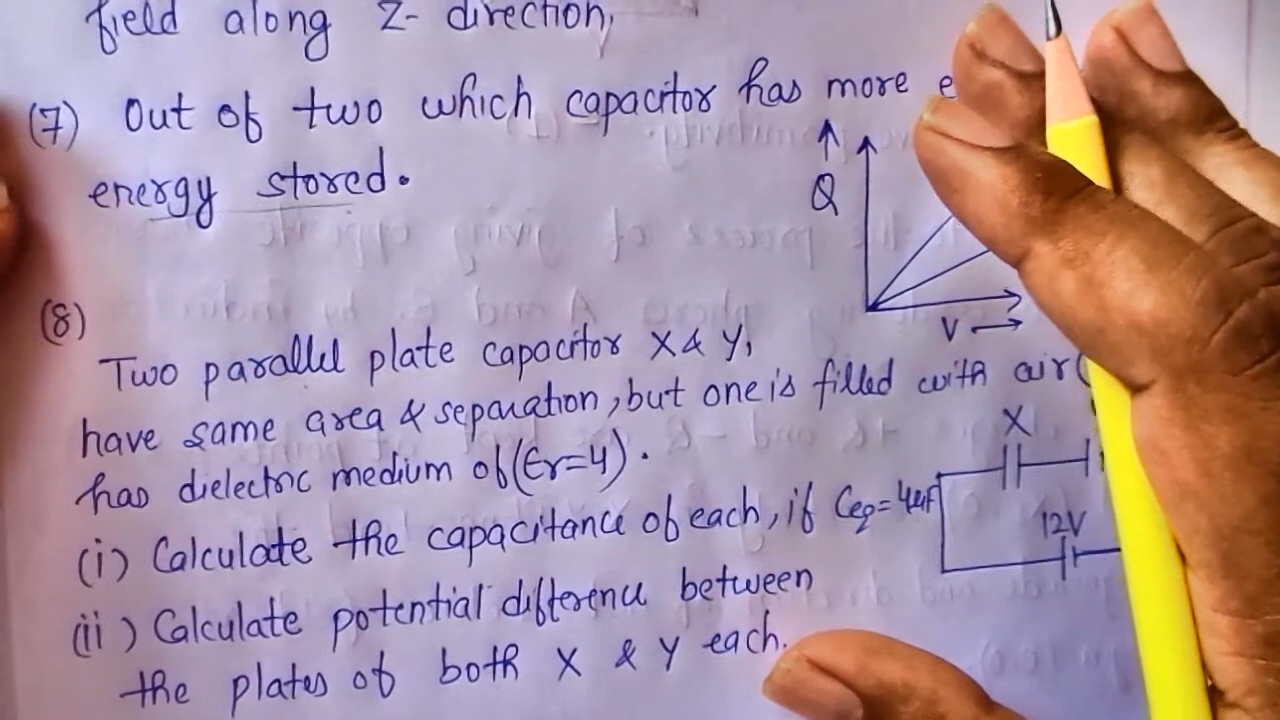 field along Z- direction,
(7) Out of two which capacitor has more e
energy stored.
Q
V
(8)
Two parallel plate capacitor X & Y,
have same area & separation, but one is filled with air(
has dielectric medium of (Er=4).
(i) Calculate the capacitance of each, if Ceq = 4uF
(ii) Calculate potential difference between
the plates of both X & Y each.
X
12V